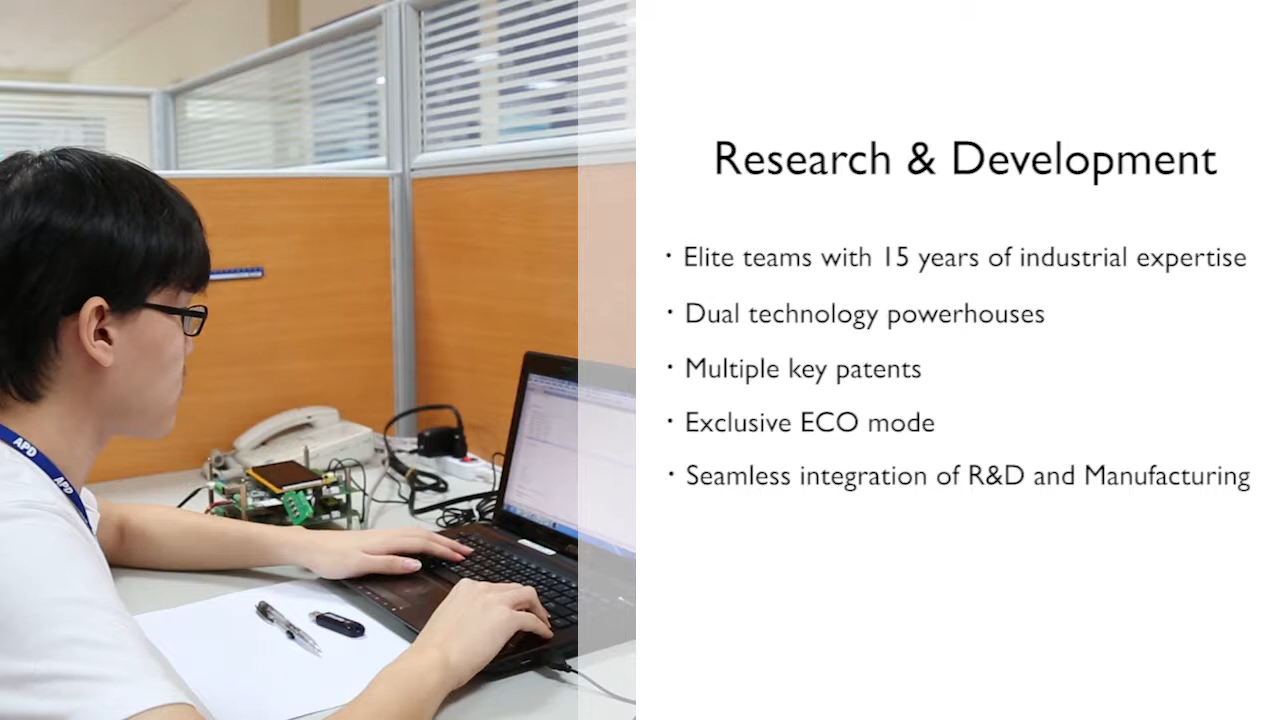 Research & Development
· Elite teams with 15 years of industrial expertise
· Dual technology powerhouses
· Multiple key patents
· Exclusive ECO mode
· Seamless integration of R&D and Manufacturing
APD
APD